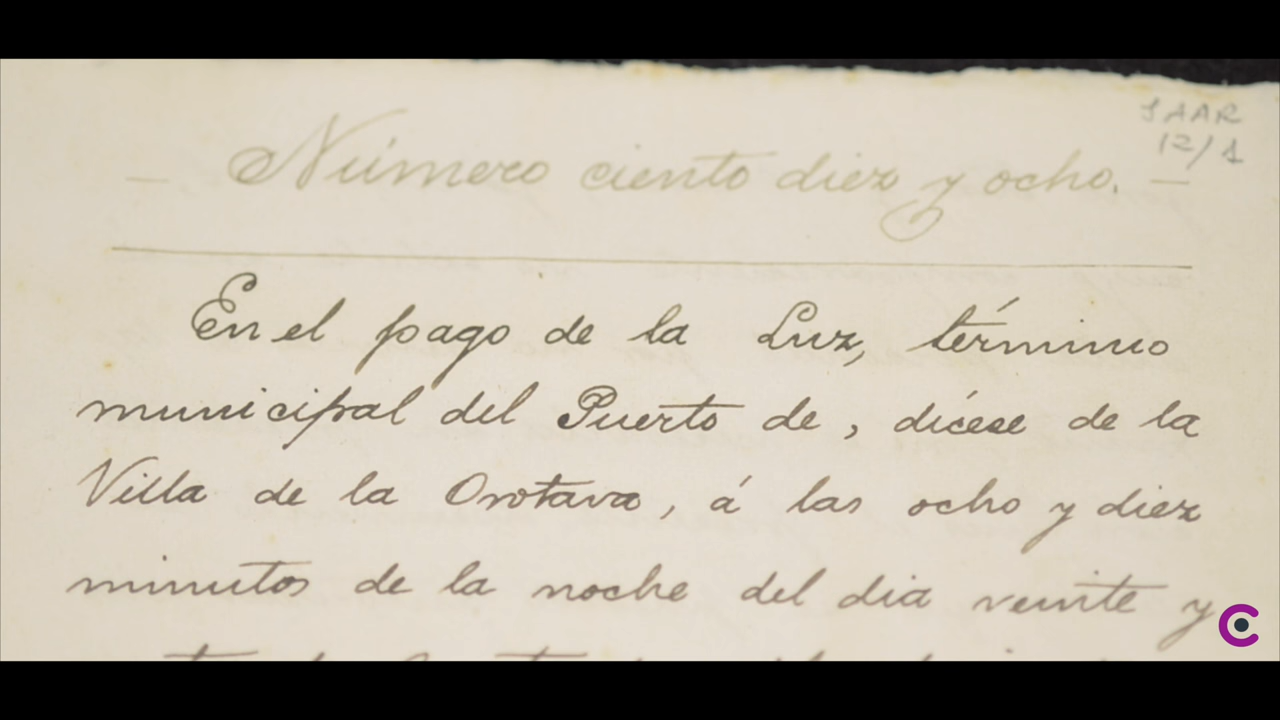 SAAR
12/1
— Número ciento diez y ocho. —
En el pago de la Luz, término
municipal del Puerto de, dícese de la
Villa de la Orotava, á las ocho y diez
minutos de la noche del dia veinte y